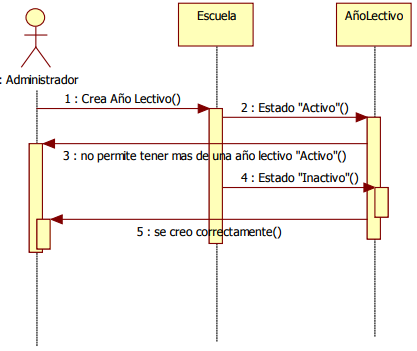 Escuela
AñoLectivo
: Administrador
1 : Crea Año Lectivo()
2 : Estado "Activo"()
3 : no permite tener mas de una año lectivo "Activo"()
4 : Estado "Inactivo"()
5 : se creo correctamente()